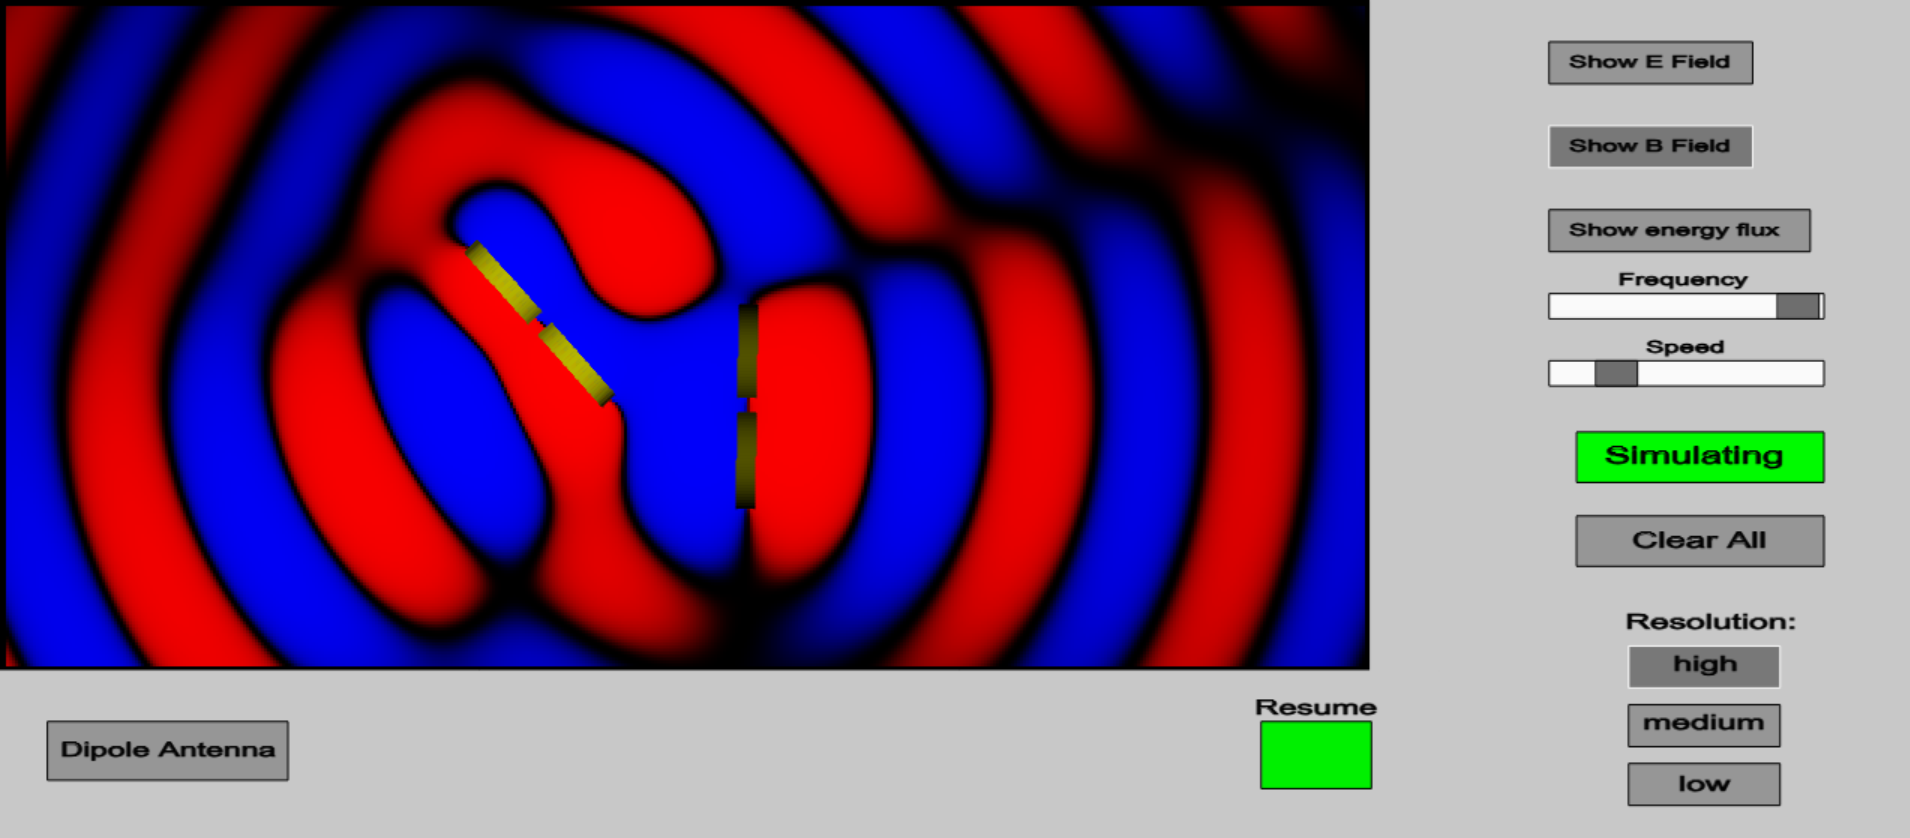 Show E Field
Show B Field
Show energy flux
Frequency
Speed
Simulating
Clear All
Resolution:
high
medium
low
Resume
Dipole Antenna